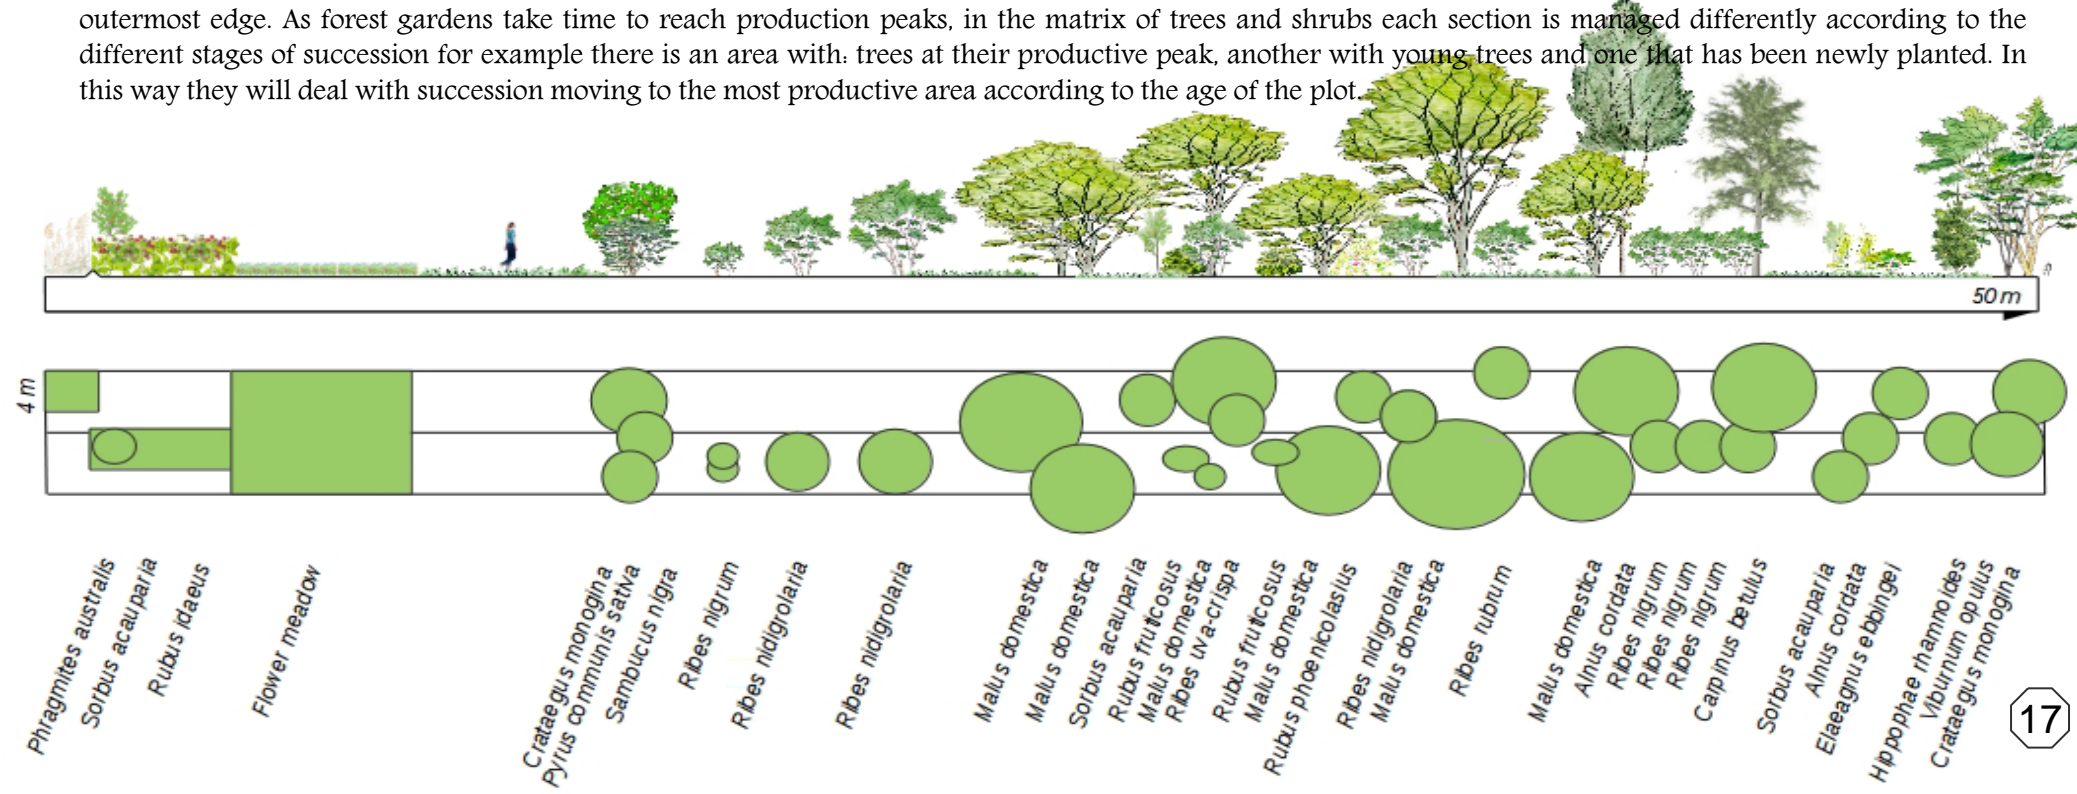 outermost edge. As forest gardens take time to reach production peaks, in the matrix of trees and shrubs each section is managed differently according to the
different stages of succession for example there is an area with: trees at their productive peak, another with young trees and one that has been newly planted. In
this way they will deal with succession moving to the most productive area according to the age of the plot.
50 m
4 m
Phragmites australis
Sorbus acauparia
Rubus idaeus
Flower meadow
Crataegus monogina
Pyrus communis sativa
Sambucus nigra
Ribes nigrum
Ribes nidigrolaria
Ribes nidigrolaria
Malus domestica
Malus domestica
Sorbus acauparia
Rubus fruticosus
Malus domestica
Ribes uva-crispa
Rubus fruticosus
Malus domestica
Rubus phoenicolasius
Ribes nidigrolaria
Malus domestica
Ribes rubrum
Malus domestica
Alnus cordata
Ribes nigrum
Ribes nigrum
Ribes nigrum
Carpinus betulus
Sorbus acauparia
Alnus cordata
Elaeagnus ebbingei
Hippophae rhamnoides
Viburnum opulus
Crataegus monogina
17